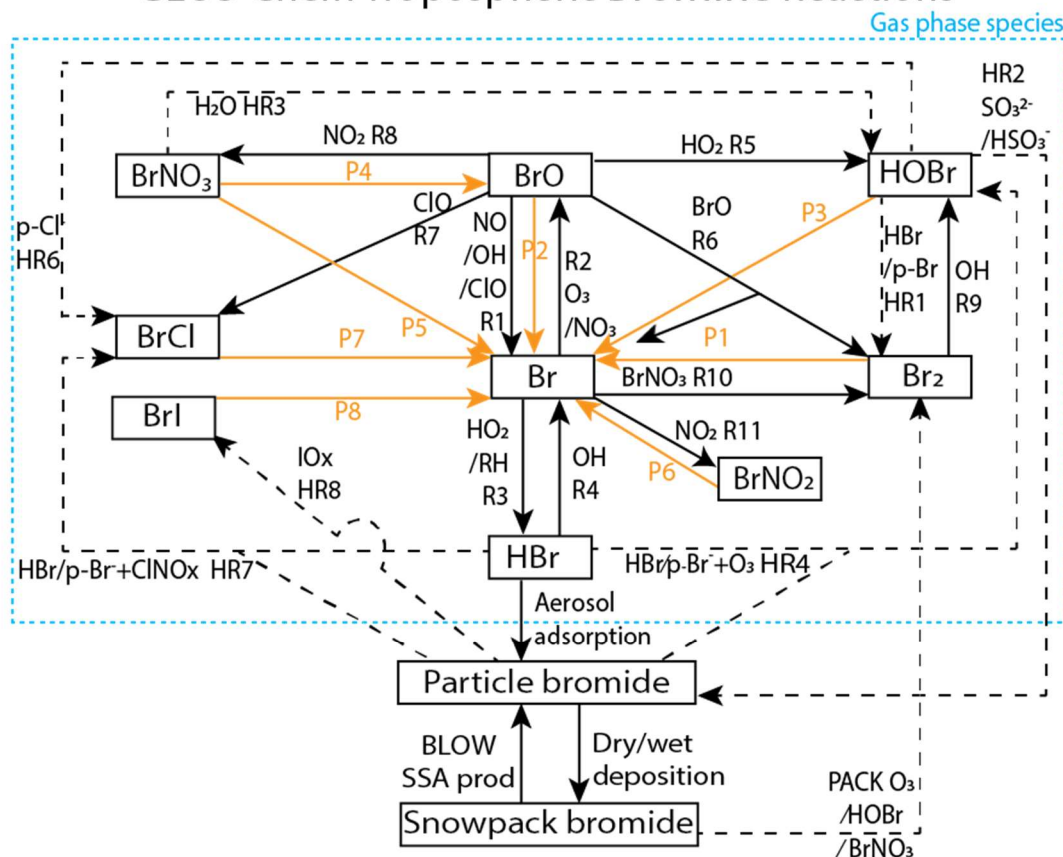 Gas phase species
HR2
SO₃²⁻
/HSO₃⁻
H₂O HR3
NO₂ R8
HO₂ R5
BrNO₃
P4
BrO
HOBr
ClO
R7
NO
/OH
/ClO
R1
P2
R2
O₃
/NO₃
BrO
R6
P3
HBr
/p-Br
HR1
OH
R9
p-Cl
HR6
BrCl
P7
P5
P1
Br
BrNO₃ R10
Br₂
BrI
P8
NO₂ R11
P6
BrNO₂
IOx
HR8
HO₂
/RH
R3
OH
R4
HBr
HBr/p-Br⁻+ClNOx HR7
HBr/p-Br⁻+O₃ HR4
Aerosol
adsorption
Particle bromide
BLOW
SSA prod
Dry/wet
deposition
PACK O₃
/HOBr
/BrNO₃
Snowpack bromide